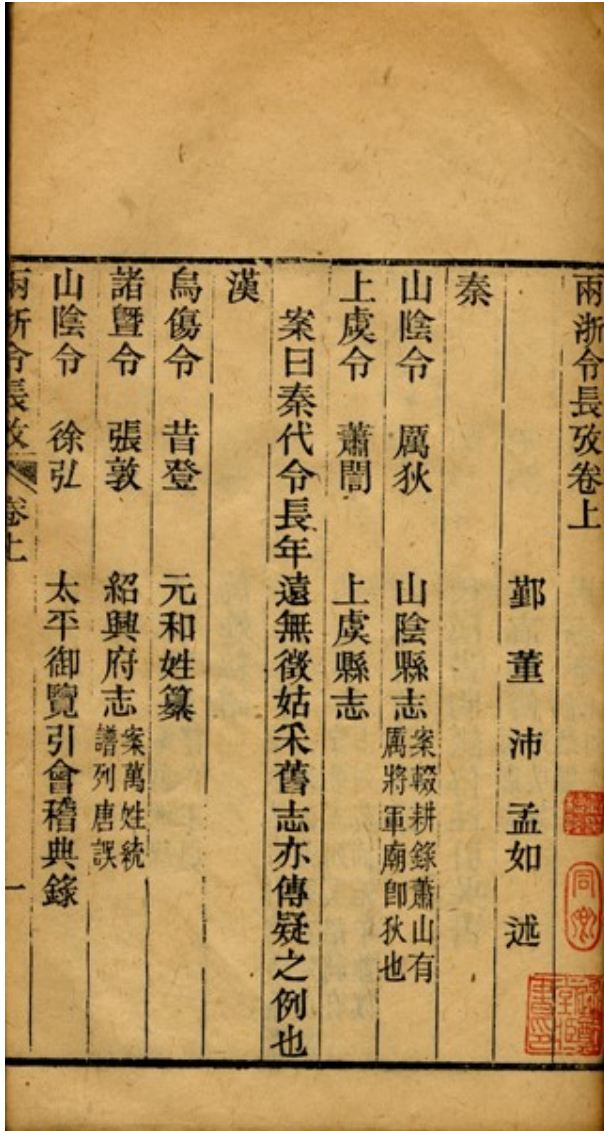 兩浙令長攷卷上
鄞董沛孟如述
秦
山陰令 厲狄 山陰縣志案輟耕錄蕭山有厲將軍廟卽狄也
上虞令 蕭誾 上虞縣志
案曰秦代令長年遠無徵姑采舊志亦傳疑之例也
漢
烏傷令 昔登 元和姓纂
諸曁令 張敦 紹興府志案萬姓統譜列唐誤
山陰令 徐弘 太平御覽引會稽典錄
兩浙令長攷 卷上 一